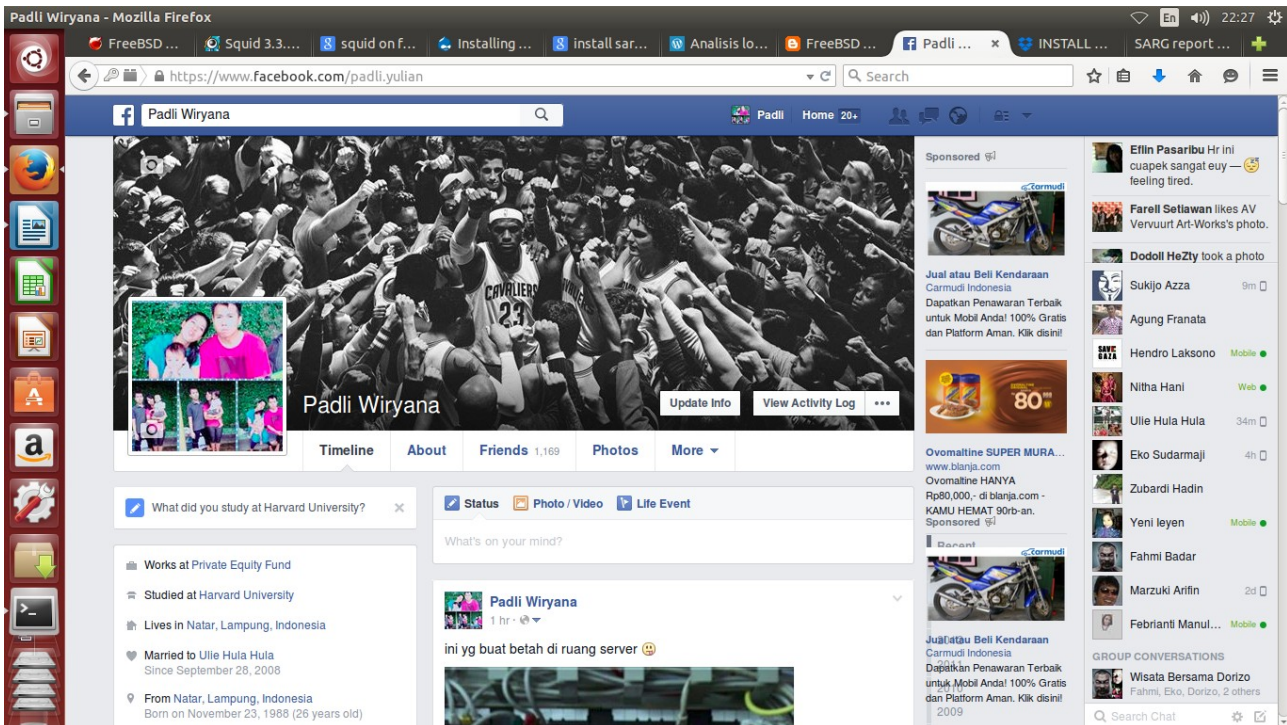 Padli Wiryana - Mozilla Firefox
En
22:27
FreeBSD ...
Squid 3.3....
squid on f...
Installing ...
install sar...
Analisis lo...
FreeBSD ...
Padli ...
INSTALL ...
SARG report ...
https://www.facebook.com/padli.yulian
Search
Padli Wiryana
Padli
Home 20+
CAVALIERS
23
Padli Wiryana
Update Info
View Activity Log
Timeline
About
Friends 1,169
Photos
More
What did you study at Harvard University?
Works at Private Equity Fund
Studied at Harvard University
Lives in Natar, Lampung, Indonesia
Married to Ulie Hula Hula
Since September 28, 2008
From Natar, Lampung, Indonesia
Born on November 23, 1988 (26 years old)
Status
Photo / Video
Life Event
What's on your mind?
Padli Wiryana
1 hr
ini yg buat betah di ruang server
Sponsored
carmudi
Jual atau Beli Kendaraan
Carmudi Indonesia
Dapatkan Penawaran Terbaik
untuk Mobil Anda! 100% Gratis
dan Platform Aman. Klik disini!
80
Ovomaltine SUPER MURA...
www.blanja.com
Ovomaltine HANYA
Rp80,000,- di blanja.com -
KAMU HEMAT 90rb-an.
Sponsored
Recent
carmudi
Jual atau Beli Kendaraan
Carmudi Indonesia
2011
Dapatkan Penawaran Terbaik
untuk Mobil Anda! 100% Gratis
2010
dan Platform Aman. Klik disini!
2009
Eflin Pasaribu Hr ini
cuapek sangat euy —
feeling tired.
Farell Setiawan likes AV
Vervuurt Art-Works's photo.
Dodoll HeZty took a photo
Sukijo Azza 9m
Agung Franata
SAVE
GAZA
Hendro Laksono Mobile
Nitha Hani Web
Ulie Hula Hula 34m
Eko Sudarmaji 4h
Zubardi Hadin
Yeni leyen Mobile
Fahmi Badar
Marzuki Arifin 2d
Febrianti Manul... Mobile
GROUP CONVERSATIONS
Wisata Bersama Dorizo
Fahmi, Eko, Dorizo, 2 others
Search Chat